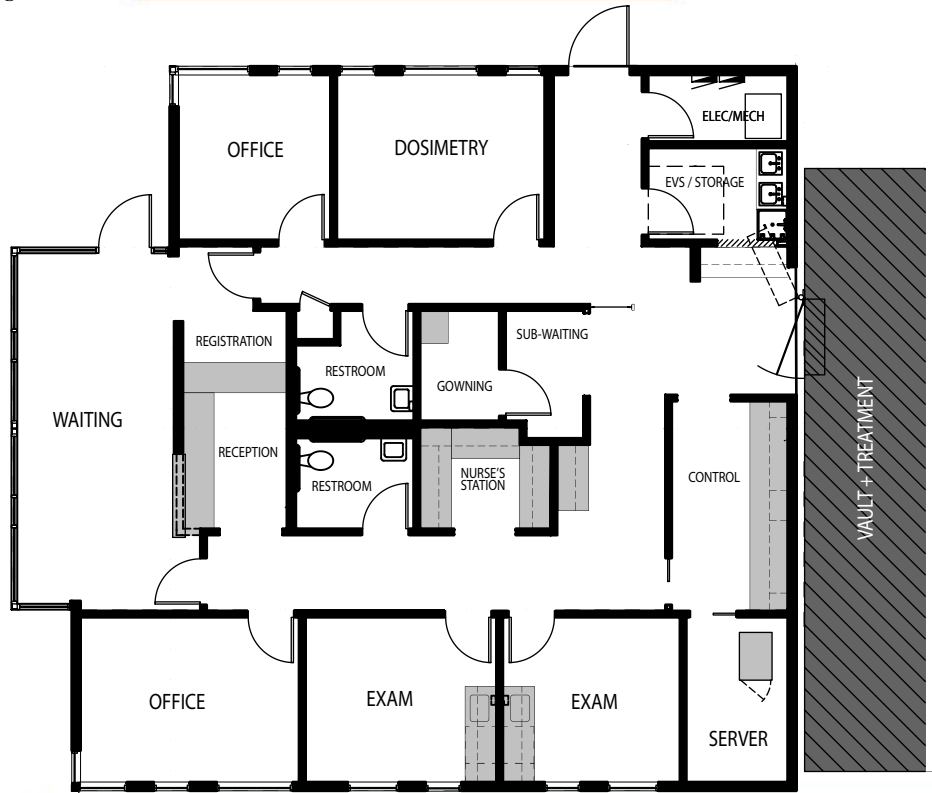 ELEC/MECH
OFFICE
DOSIMETRY
EVS / STORAGE
SUB-WAITING
REGISTRATION
RESTROOM
GOWNING
WAITING
RECEPTION
NURSE'S
STATION
RESTROOM
CONTROL
VAULT + TREATMENT
OFFICE
EXAM
EXAM
SERVER